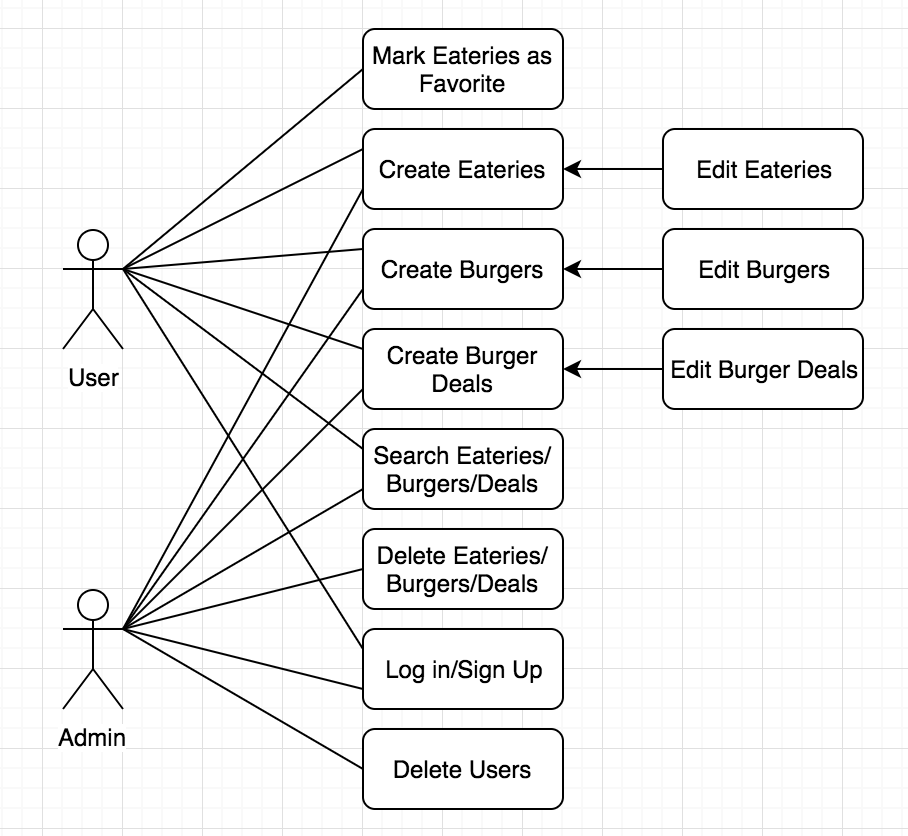 Mark Eateries as
Favorite
Create Eateries
Edit Eateries
Create Burgers
Edit Burgers
User
Create Burger
Deals
Edit Burger Deals
Search Eateries/
Burgers/Deals
Delete Eateries/
Burgers/Deals
Log in/Sign Up
Admin
Delete Users